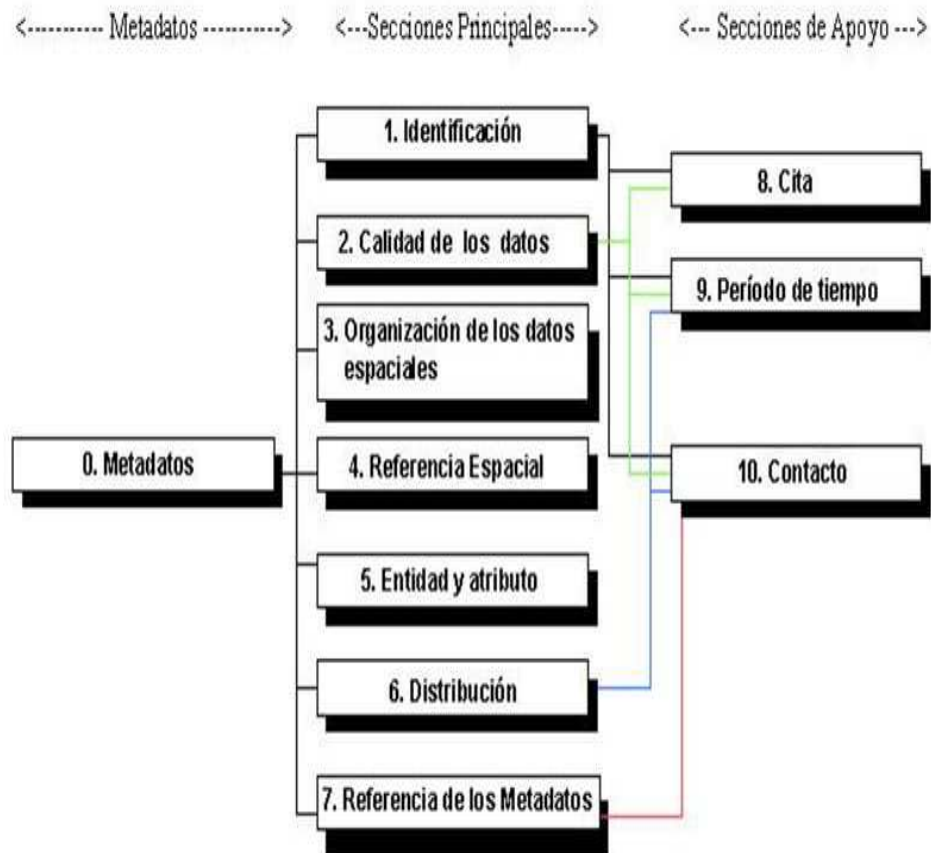 <----------- Metadatos ----------->
<---Secciones Principales----->
<--- Secciones de Apoyo --->
0. Metadatos
1. Identificación
2. Calidad de los datos
3. Organización de los datos
espaciales
4. Referencia Espacial
5. Entidad y atributo
6. Distribución
7. Referencia de los Metadatos
8. Cita
9. Período de tiempo
10. Contacto